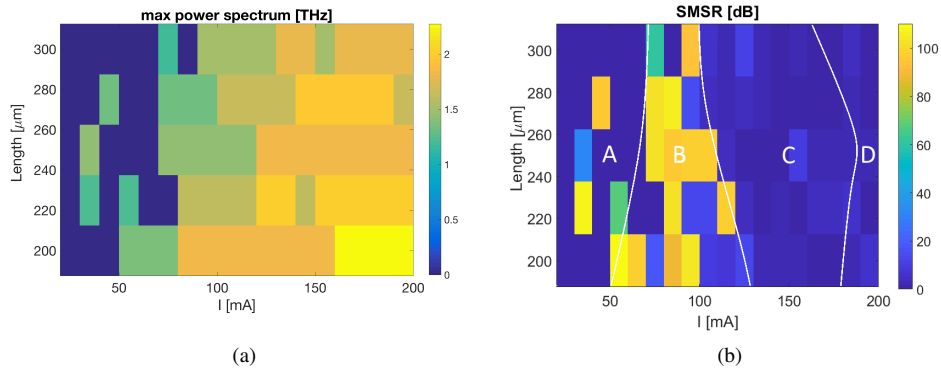 max power spectrum [THz]
300
280
260
240
220
200
Length [μm]
50
100
150
200
I [mA]
2
1.5
1
0.5
0
(a)
SMSR [dB]
300
280
260
240
220
200
Length [μm]
A
B
C
D
50
100
150
200
I [mA]
100
80
60
40
20
0
(b)